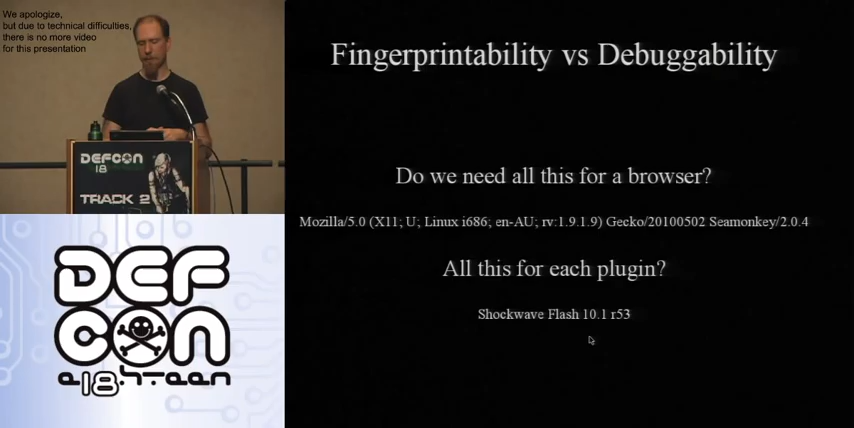 We apologize,
but due to technical difficulties,
there is no more video
for this presentation
DEFCON
18
TRACK 2
DEF
CON
e18h-teen
Fingerprintability vs Debuggability
Do we need all this for a browser?
Mozilla/5.0 (X11; U; Linux i686; en-AU; rv:1.9.1.9) Gecko/20100502 Seamonkey/2.0.4
All this for each plugin?
Shockwave Flash 10.1 r53